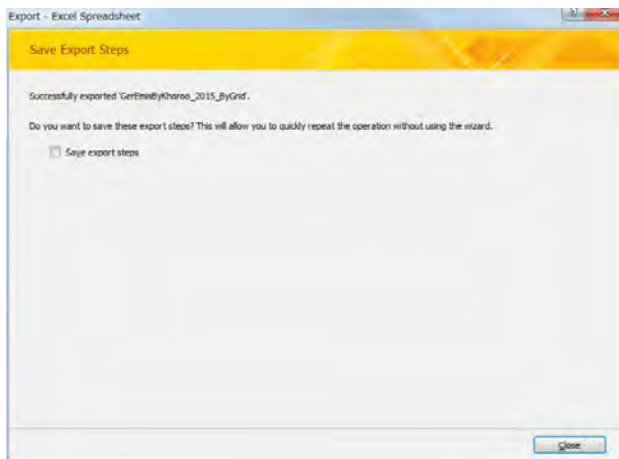 Export - Excel Spreadsheet
Save Export Steps
Successfully exported 'GerEmisByKhoroo_2015_ByGrid'.
Do you want to save these export steps? This will allow you to quickly repeat the operation without using the wizard.
Save export steps
Close